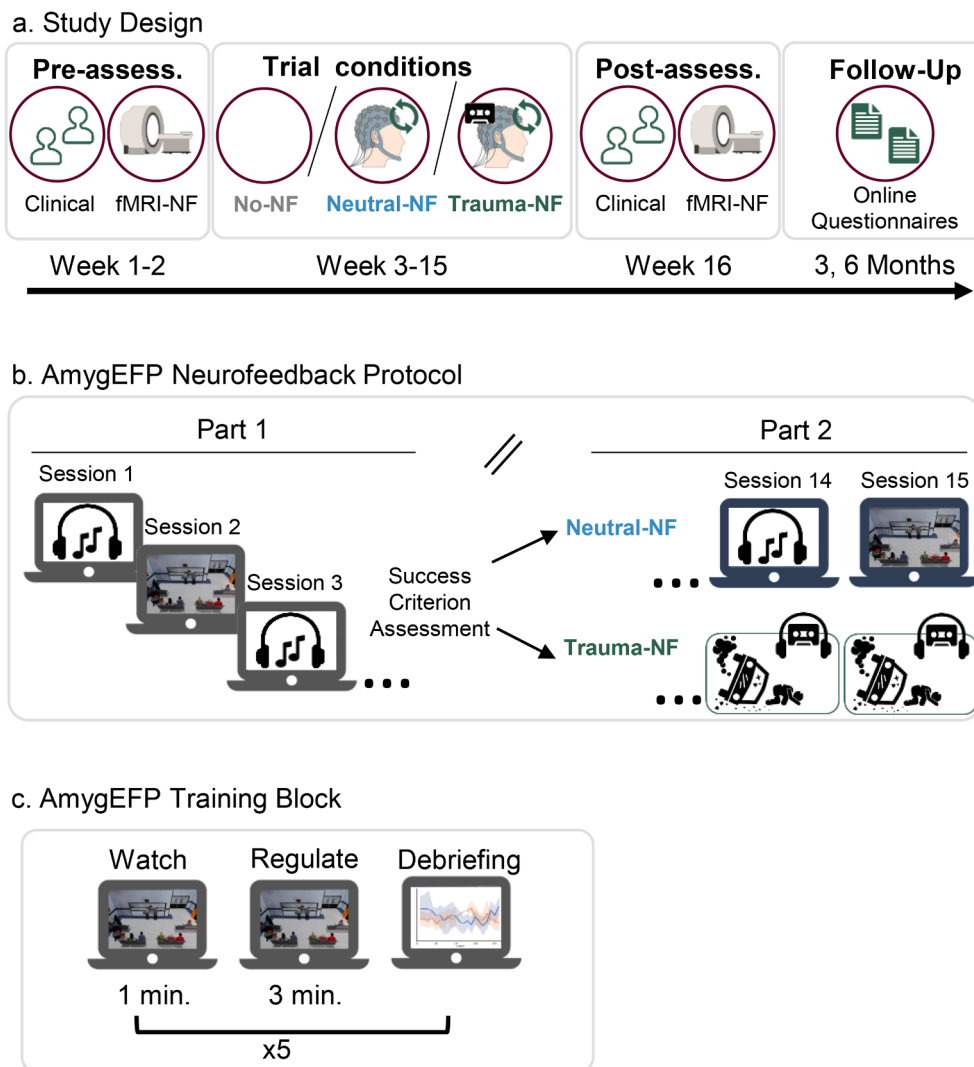 a. Study Design
Pre-assess.
Trial conditions
Post-assess.
Follow-Up
Clinical
fMRI-NF
No-NF
Neutral-NF
Trauma-NF
Clinical
fMRI-NF
Online
Questionnaires
Week 1-2
Week 3-15
Week 16
3, 6 Months
b. AmygEFP Neurofeedback Protocol
Part 1
//
Part 2
Session 1
Session 2
Session 3
Success
Criterion
Assessment
Neutral-NF
Session 14
Session 15
Trauma-NF
c. AmygEFP Training Block
Watch
Regulate
Debriefing
1 min.
3 min.
x5